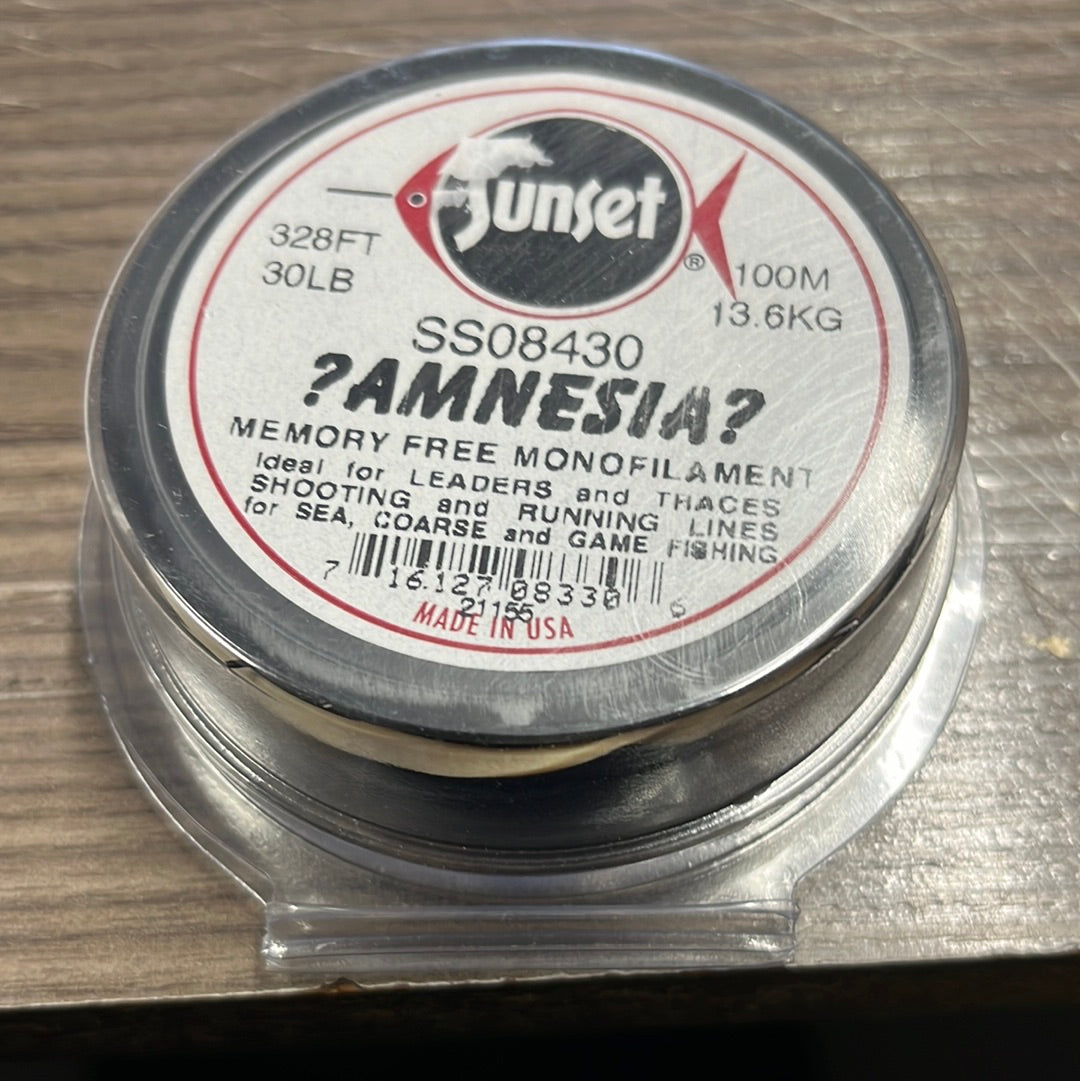 Sunset
®
328FT
30LB
100M
13.6KG
SS08430
?AMNESIA?
MEMORY FREE MONOFILAMENT
Ideal for LEADERS and THACES
SHOOTING and RUNNING LINES
for SEA, COARSE and GAME FISHING
7 16127 08330 6
21155
MADE IN USA